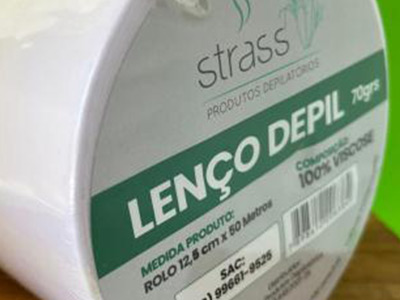 strass
PRODUTOS DEPILATÓRIOS
LENÇO DEPIL 70grs
COMPOSIÇÃO
100% VISCOSE
MEDIDA PRODUTO:
ROLO 12,5 cm x 50 Metros
SAC:
99661-9525